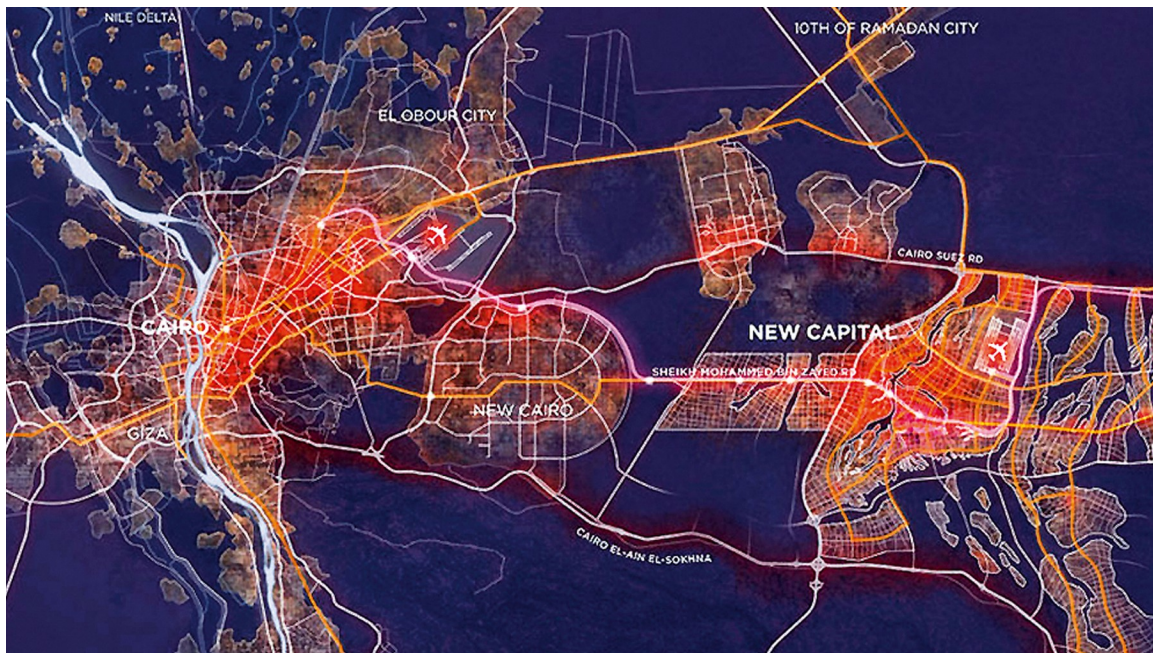 NILE DELTA
10TH OF RAMADAN CITY
EL OBOUR CITY
CAIRO SUEZ RD
CAIRO
NEW CAPITAL
SHEIKH MOHAMMED BIN ZAYED RD
NEW CAIRO
GIZA
CAIRO EL-AIN EL-SOKHNA